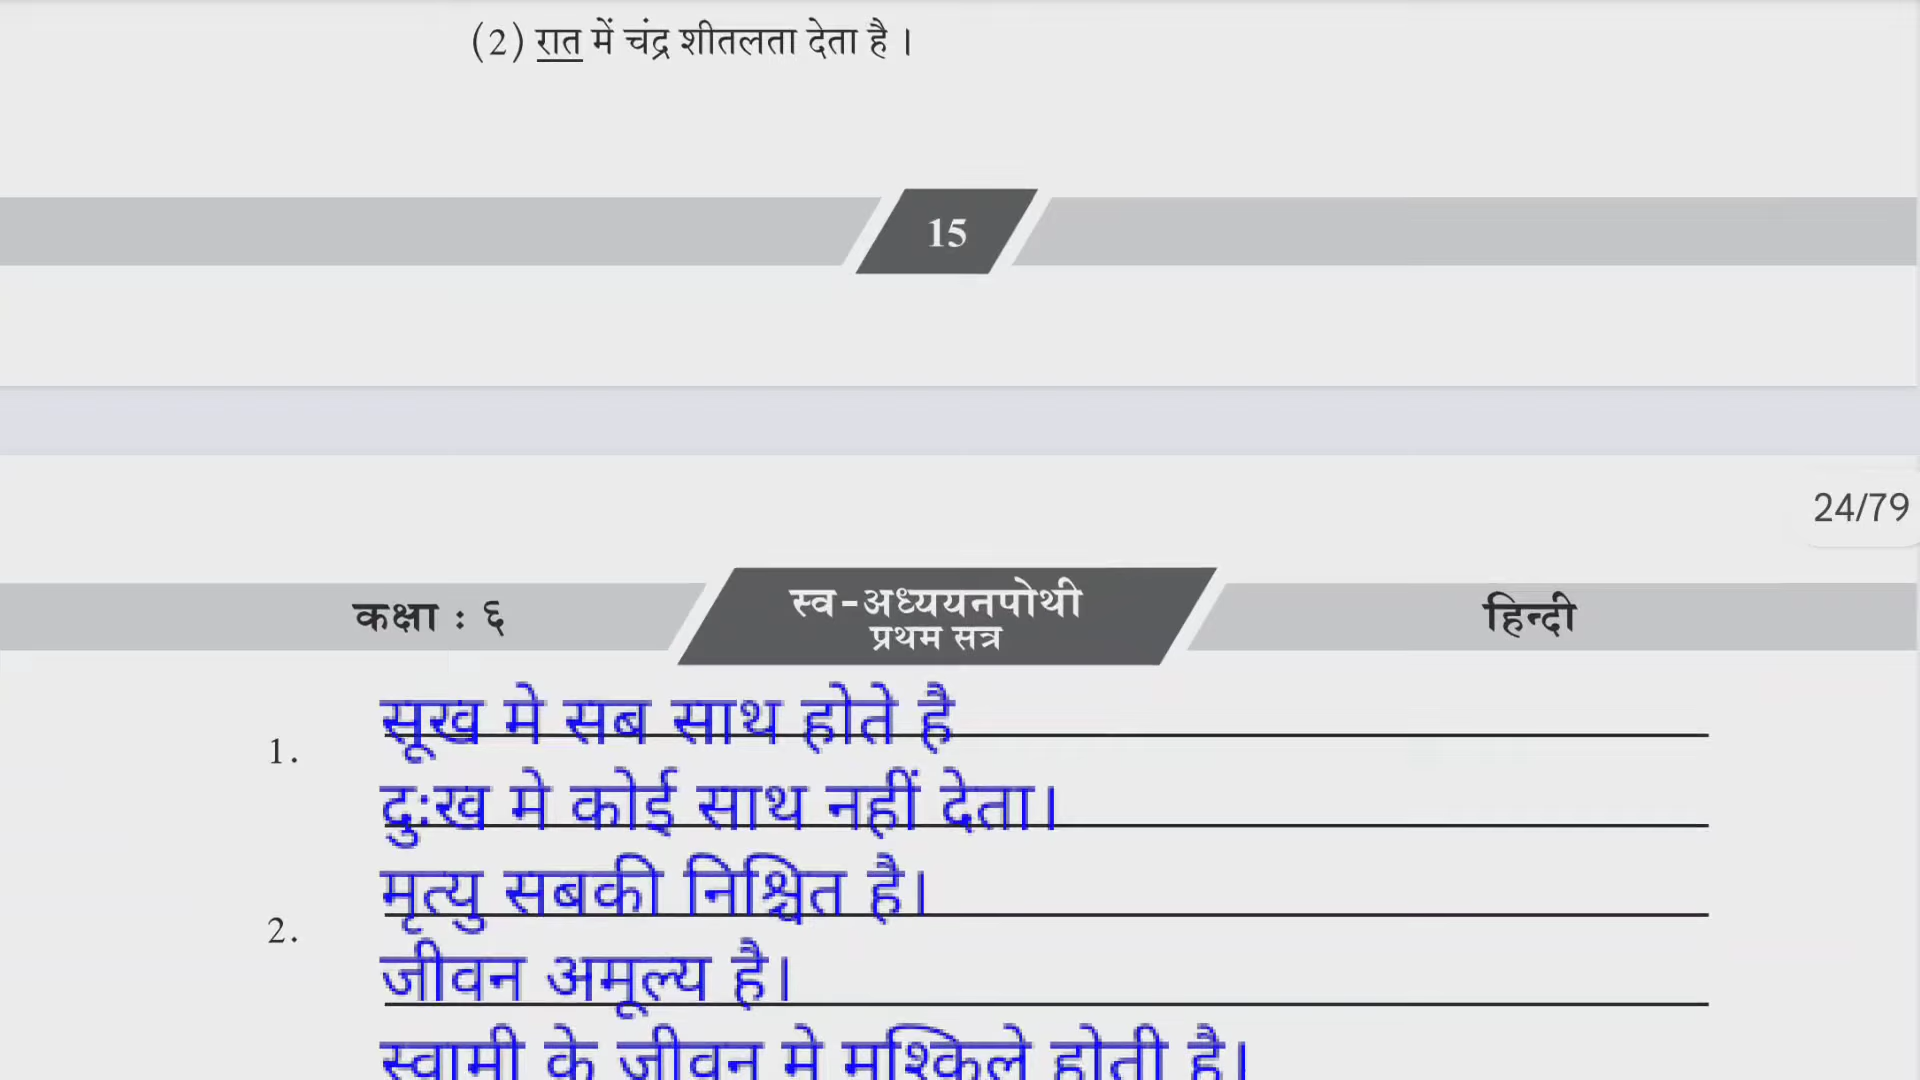 (2) रात में चंद्र शीतलता देता है ।
15
24/79
कक्षा : ६
स्व-अध्ययनपोथी
प्रथम सत्र
हिन्दी
सूख मे सब साथ होते है
1.
दुःख मे कोई साथ नहीं देता।
मृत्यु सबकी निश्चित है।
2.
जीवन अमूल्य है।
स्वामी के जीवन मे मुश्किले होती है।